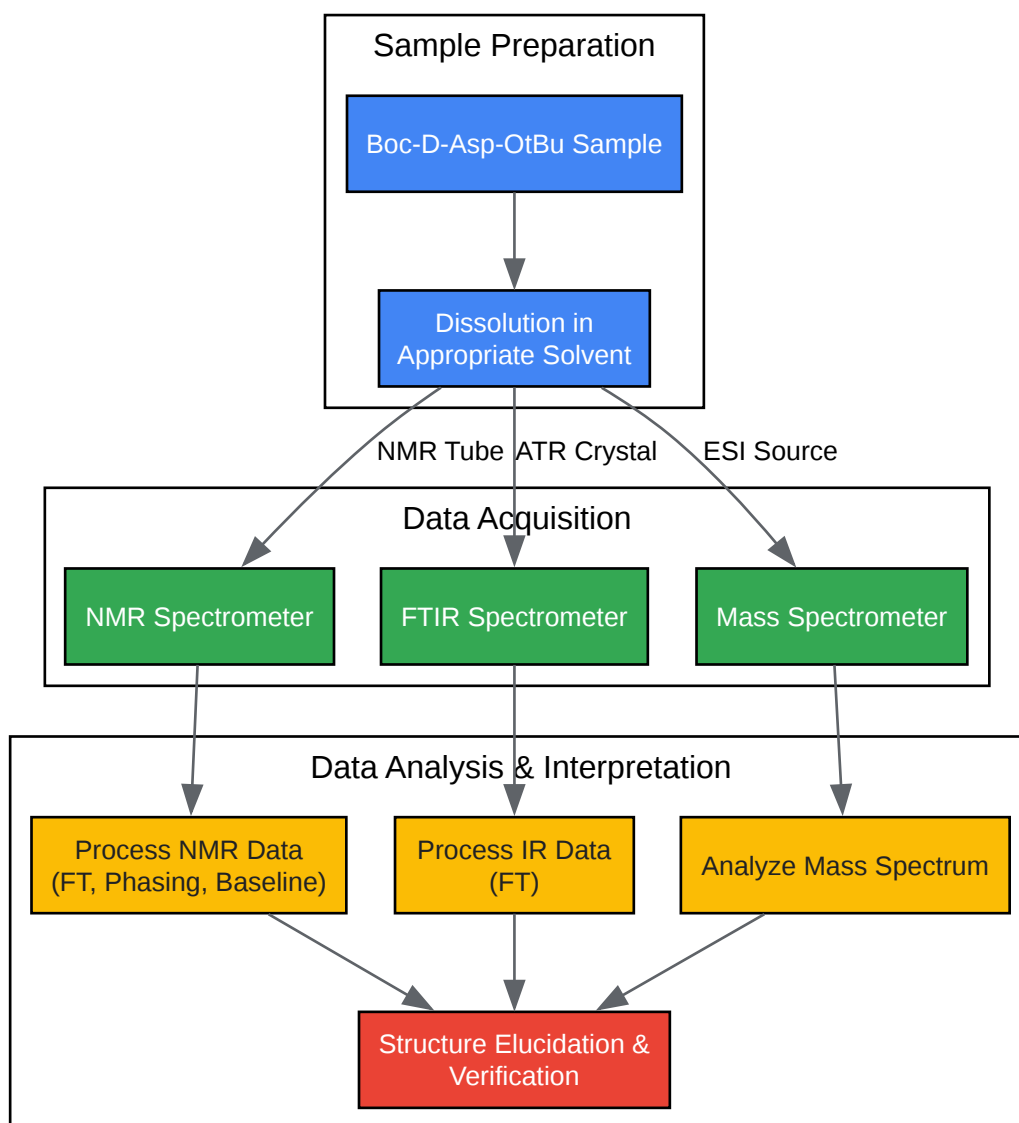 Sample Preparation
Boc-D-Asp-OtBu Sample
Dissolution in
Appropriate Solvent
NMR Tube
ATR Crystal
ESI Source
Data Acquisition
NMR Spectrometer
FTIR Spectrometer
Mass Spectrometer
Data Analysis & Interpretation
Process NMR Data
(FT, Phasing, Baseline)
Process IR Data
(FT)
Analyze Mass Spectrum
Structure Elucidation &
Verification